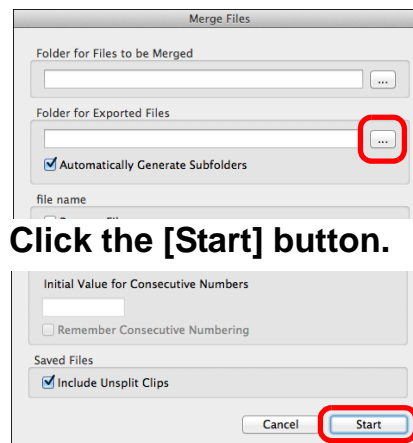 Merge Files
Folder for Files to be Merged
...
Folder for Exported Files
...
Automatically Generate Subfolders
file name
Click the [Start] button.
Initial Value for Consecutive Numbers
Remember Consecutive Numbering
Saved Files
Include Unsplit Clips
Cancel Start